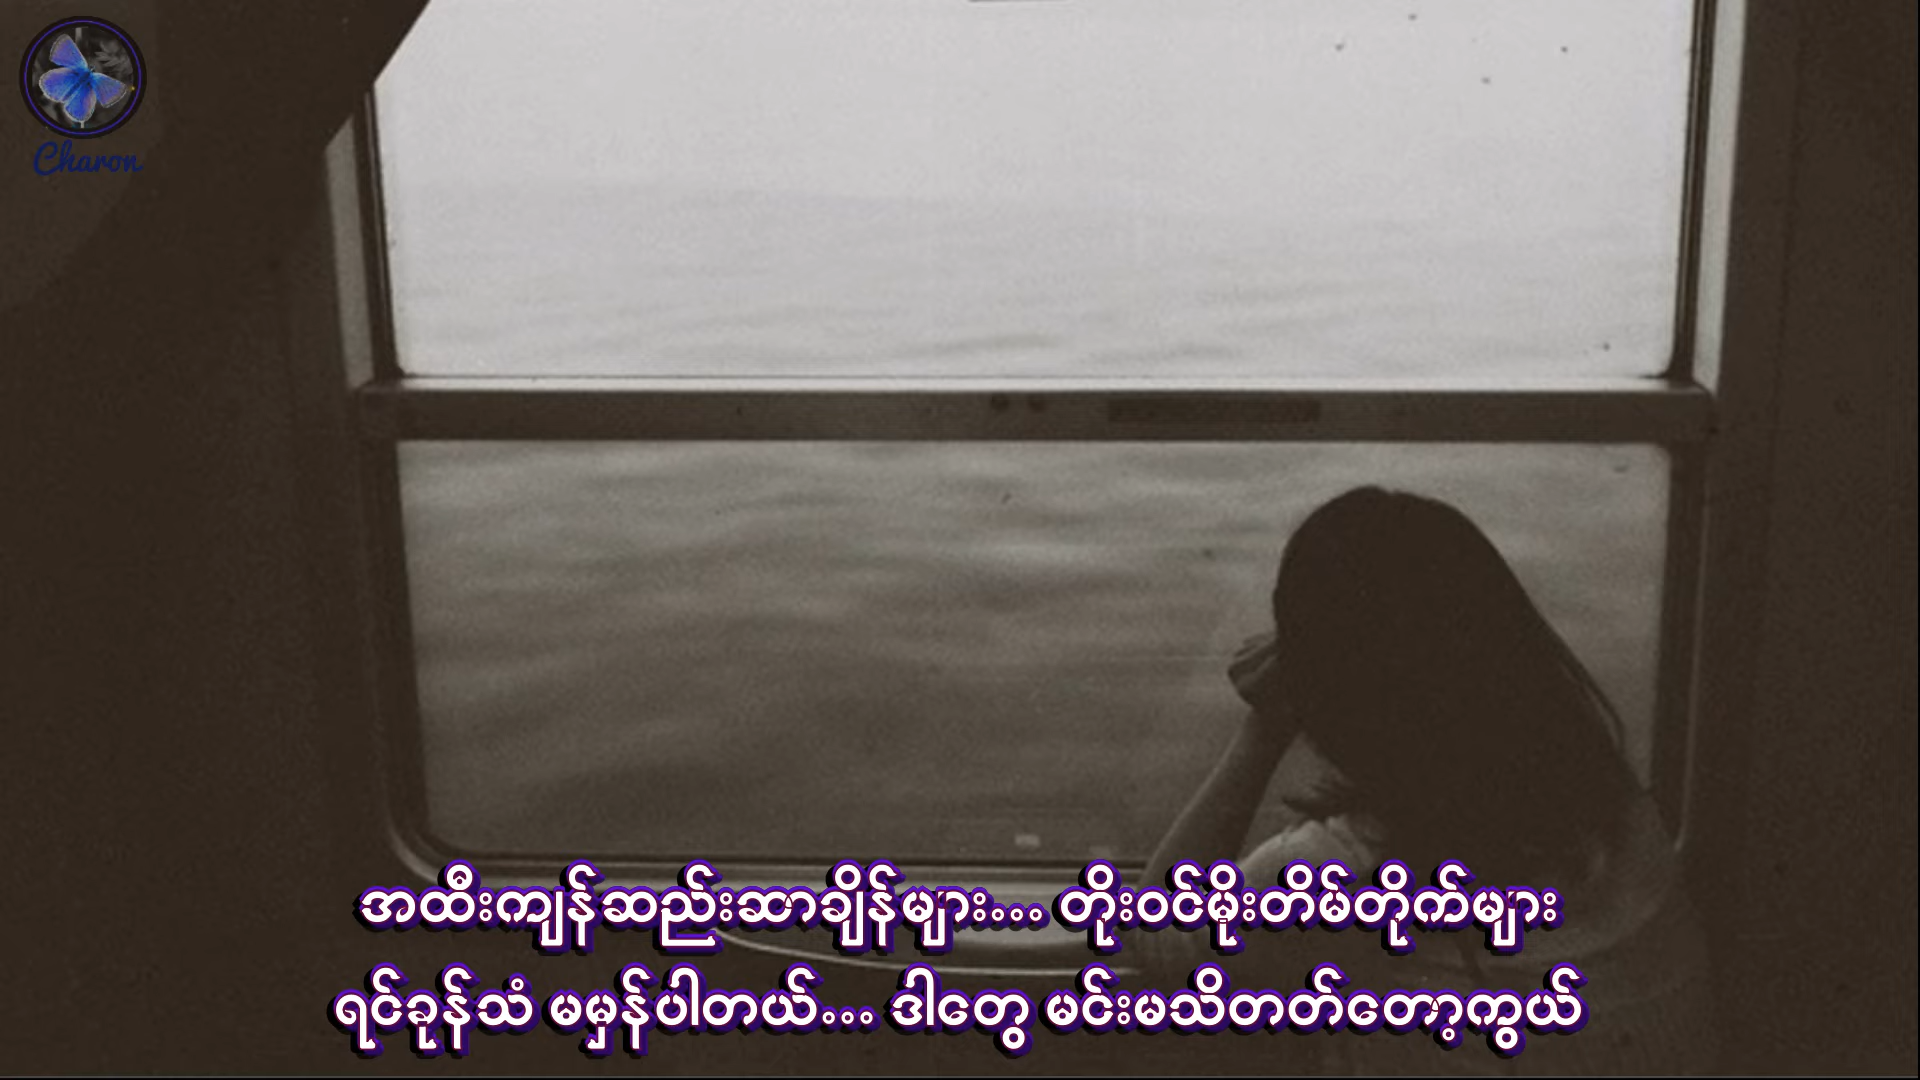 Charon
အထီးကျန်ဆည်းဆာချိန်များ... တိုးဝင်မိုးတိမ်တိုက်များ
ရင်ခုန်သံ မမှန်ပါတယ်... ဒါတွေ မင်းမသိတတ်တော့ကွယ်